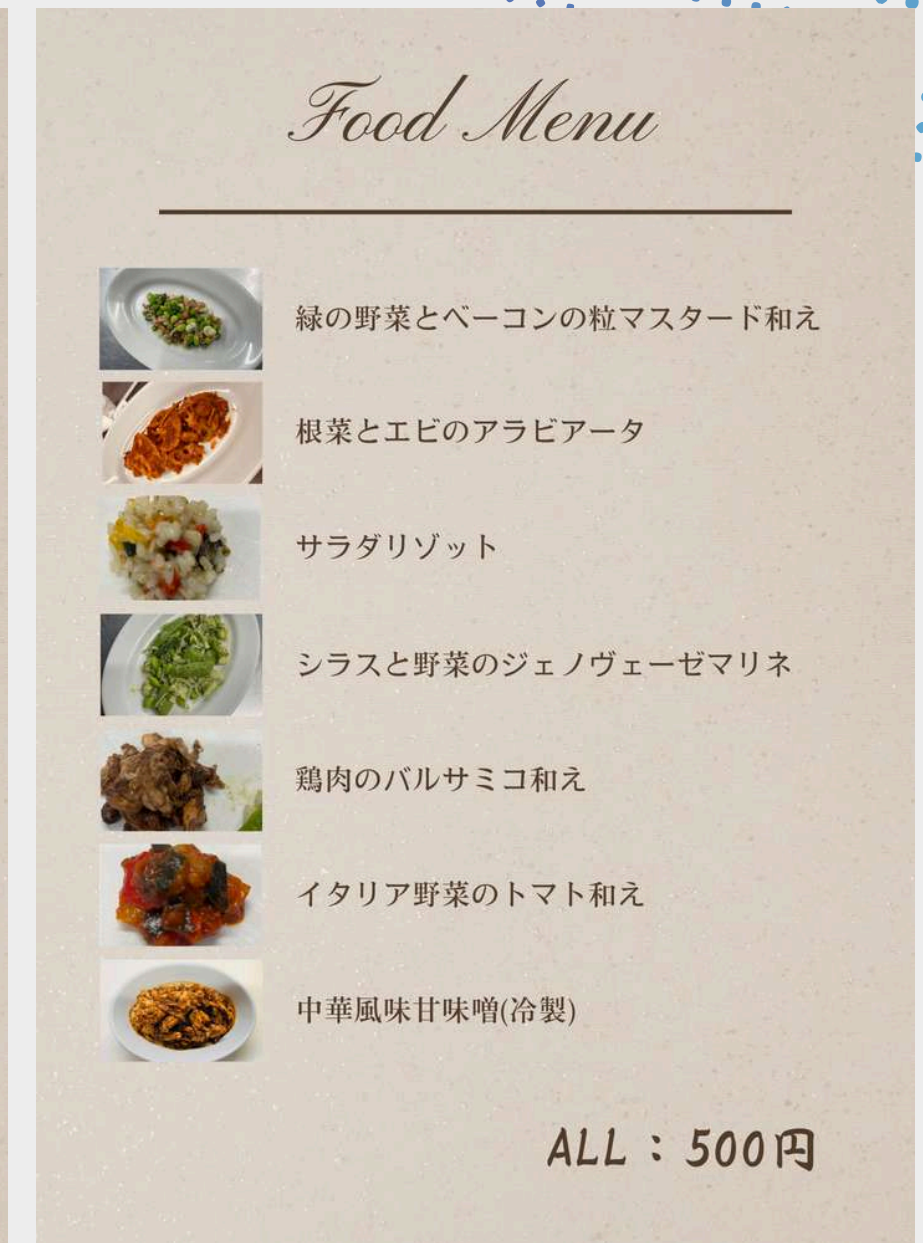 Food Menu
緑の野菜とベーコンの粒マスタード和え
根菜とエビのアラビアータ
サラダリゾット
シラスと野菜のジェノヴェーゼマリネ
鶏肉のバルサミコ和え
イタリア野菜のトマト和え
中華風味甘味噌(冷製)
ALL：500円